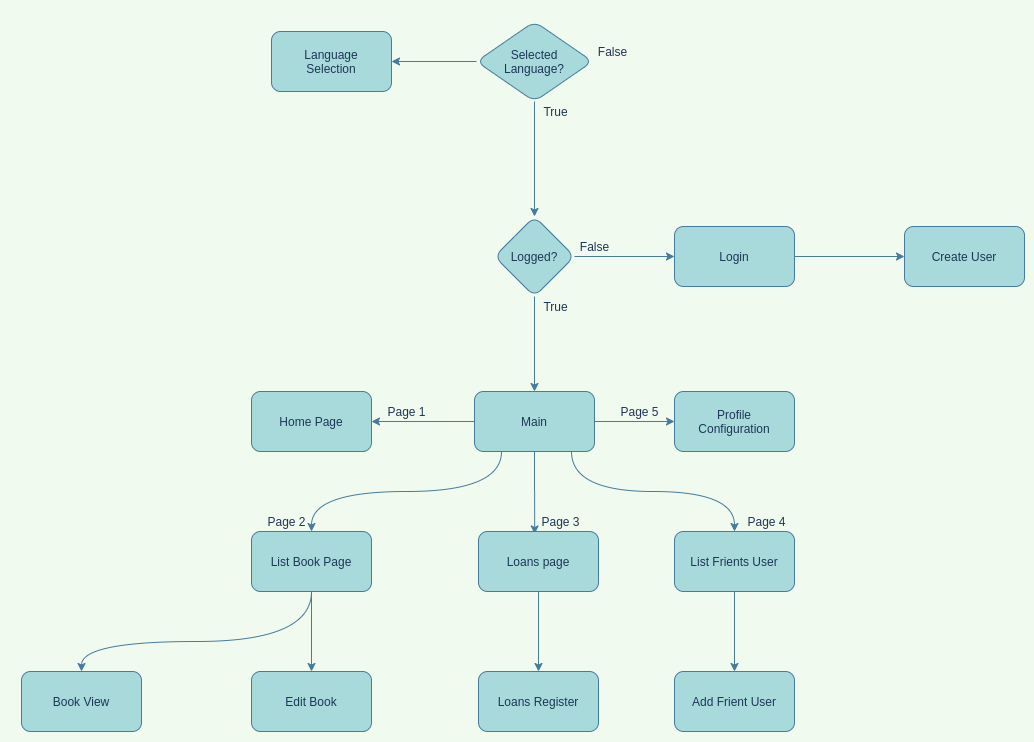 Language
Selection
Selected
Language?
False
True
Logged?
False
Login
Create User
True
Home Page
Page 1
Main
Page 5
Profile
Configuration
Page 2
Page 3
Page 4
List Book Page
Loans page
List Frients User
Book View
Edit Book
Loans Register
Add Frient User